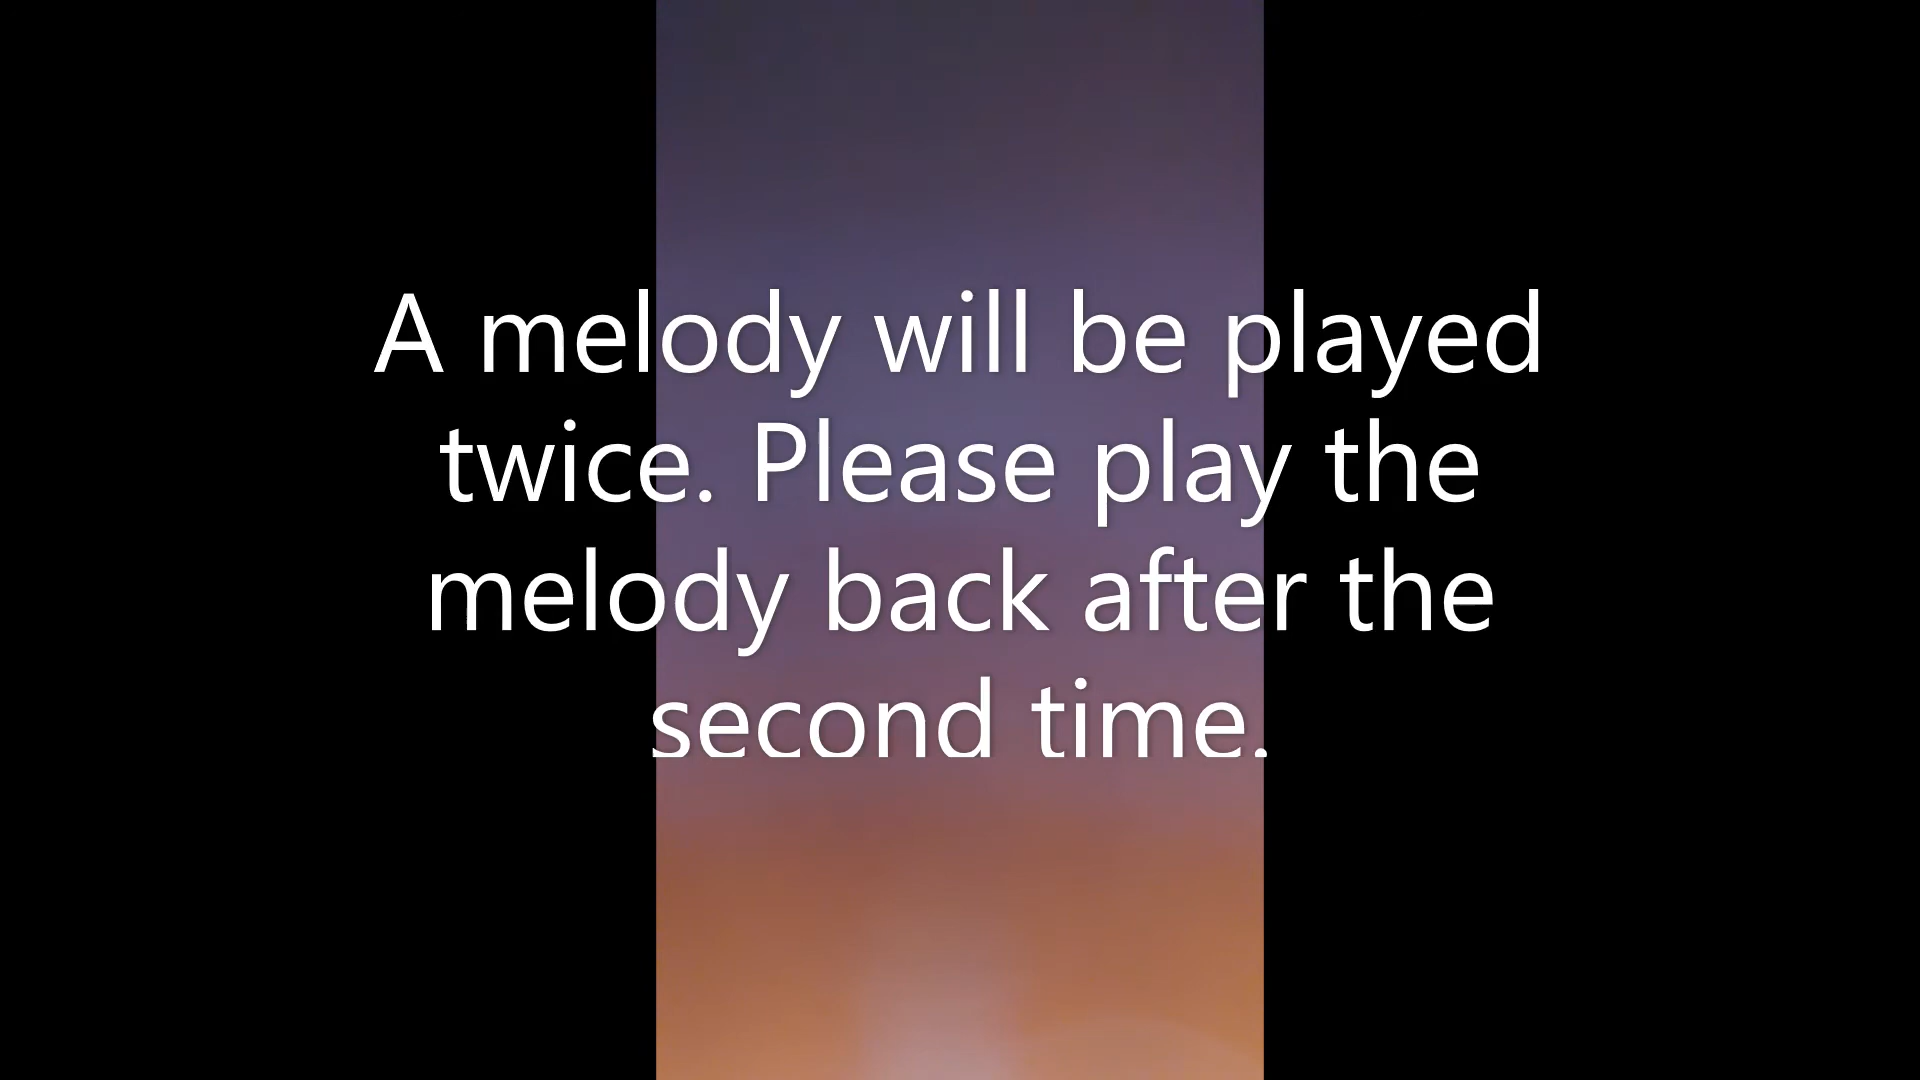 A melody will be played
twice. Please play the
melody back after the
second time.